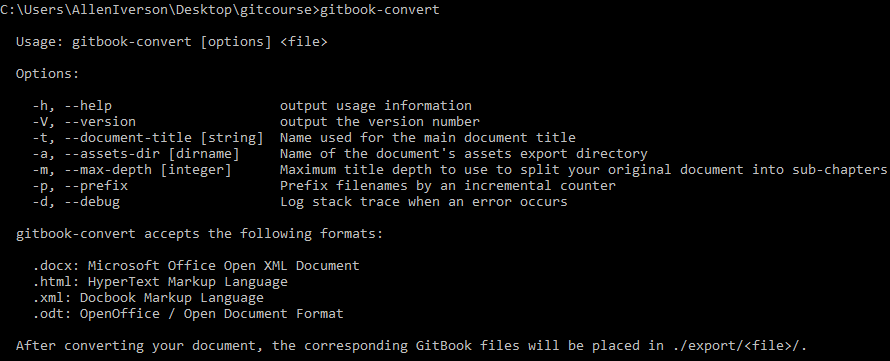 C:\Users\AllenIverson\Desktop\gitcourse>gitbook-convert
Usage: gitbook-convert [options] <file>
Options:
-h, --help output usage information
-V, --version output the version number
-t, --document-title [string] Name used for the main document title
-a, --assets-dir [dirname] Name of the document's assets export directory
-m, --max-depth [integer] Maximum title depth to use to split your original document into sub-chapters
-p, --prefix Prefix filenames by an incremental counter
-d, --debug Log stack trace when an error occurs
gitbook-convert accepts the following formats:
.docx: Microsoft Office Open XML Document
.html: HyperText Markup Language
.xml: Docbook Markup Language
.odt: OpenOffice / Open Document Format
After converting your document, the corresponding GitBook files will be placed in ./export/<file>/.